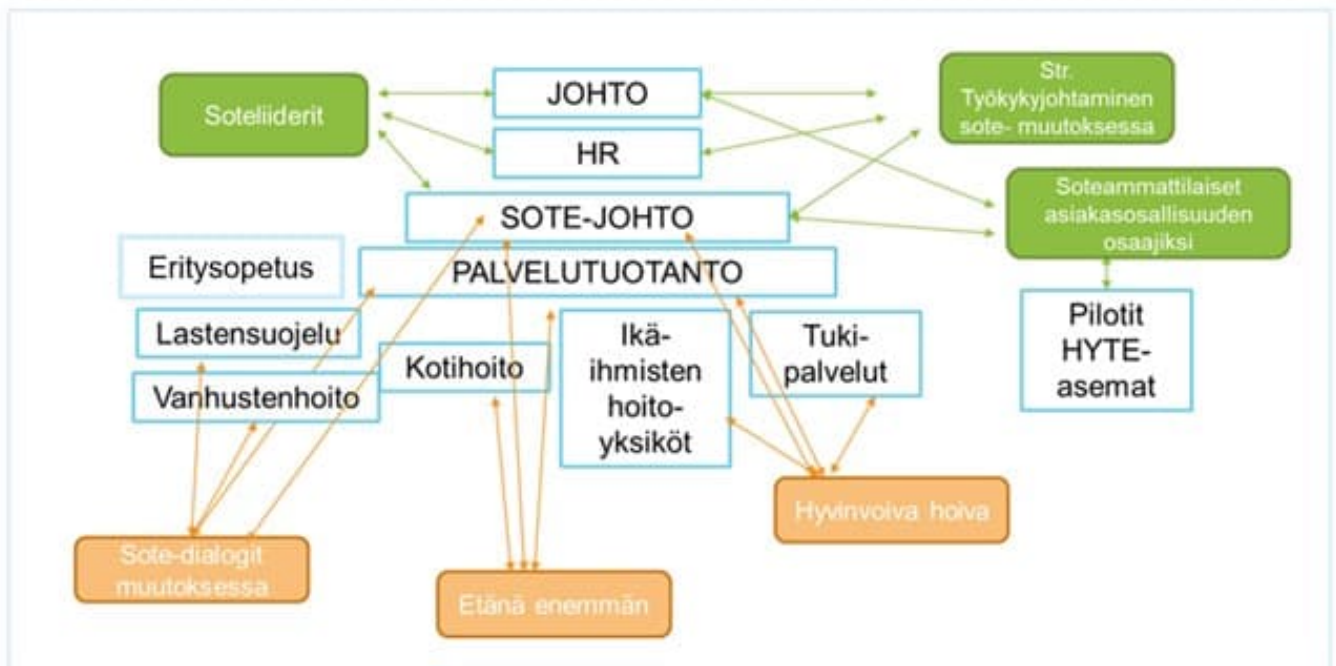 Soteliiderit
JOHTO
HR
Str.
Työkykyjohtaminen
sote- muutoksessa
SOTE-JOHTO
Soteammattilaiset
asiakasosallisuuden
osaajiksi
Eritysopetus
PALVELUTUOTANTO
Lastensuojelu
Vanhustenhoito
Kotihoito
Ikä-
ihmisten
hoito-
yksiköt
Tuki-
palvelut
Pilotit
HYTE-
asemat
Hyvinvoiva hoiva
Sote-dialogit
muutoksessa
Etänä enemmän